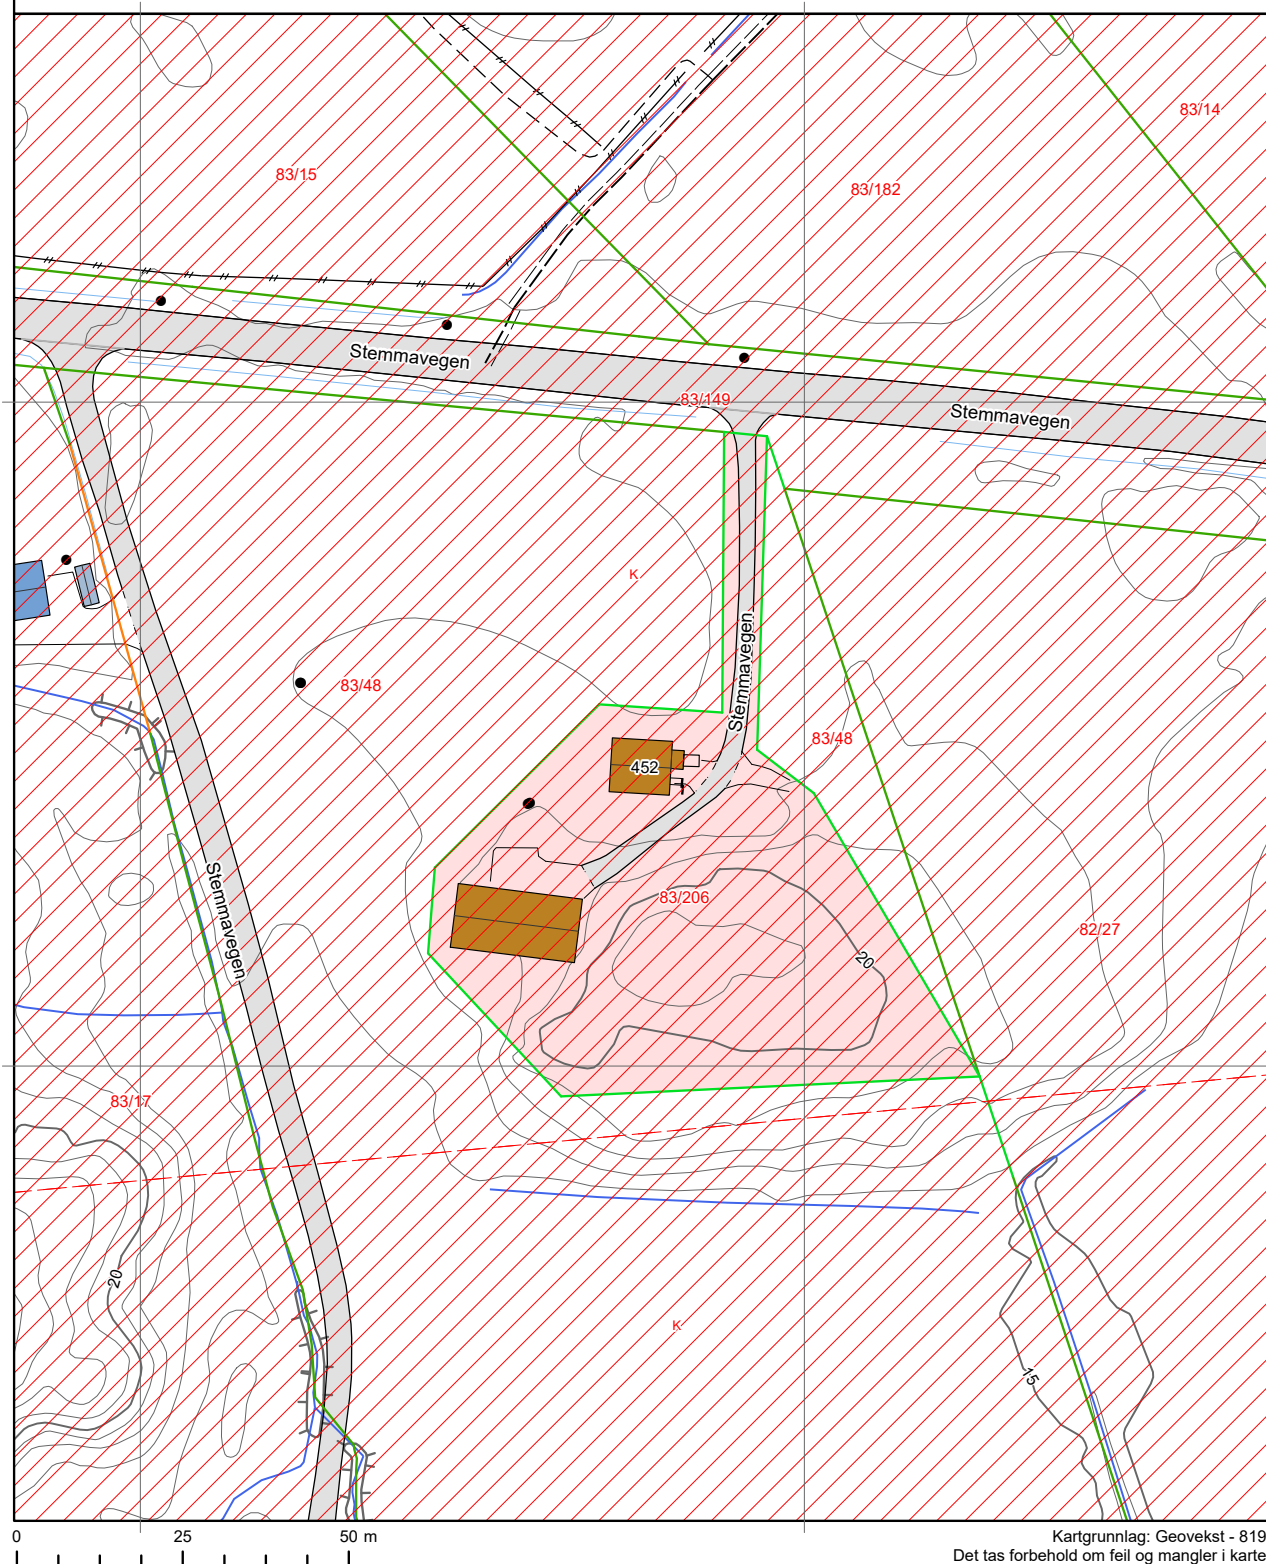 83/14
83/15
83/182
Stemmavegen
83/149
Stemmavegen
K
Stemmavegen
83/48
83/48
452
Stemmavegen
83/206
82/27
20
83/17
20
K
15
0 25 50 m
Kartgrunnlag: Geovekst - 819
Det tas forbehold om feil og mangler i karte